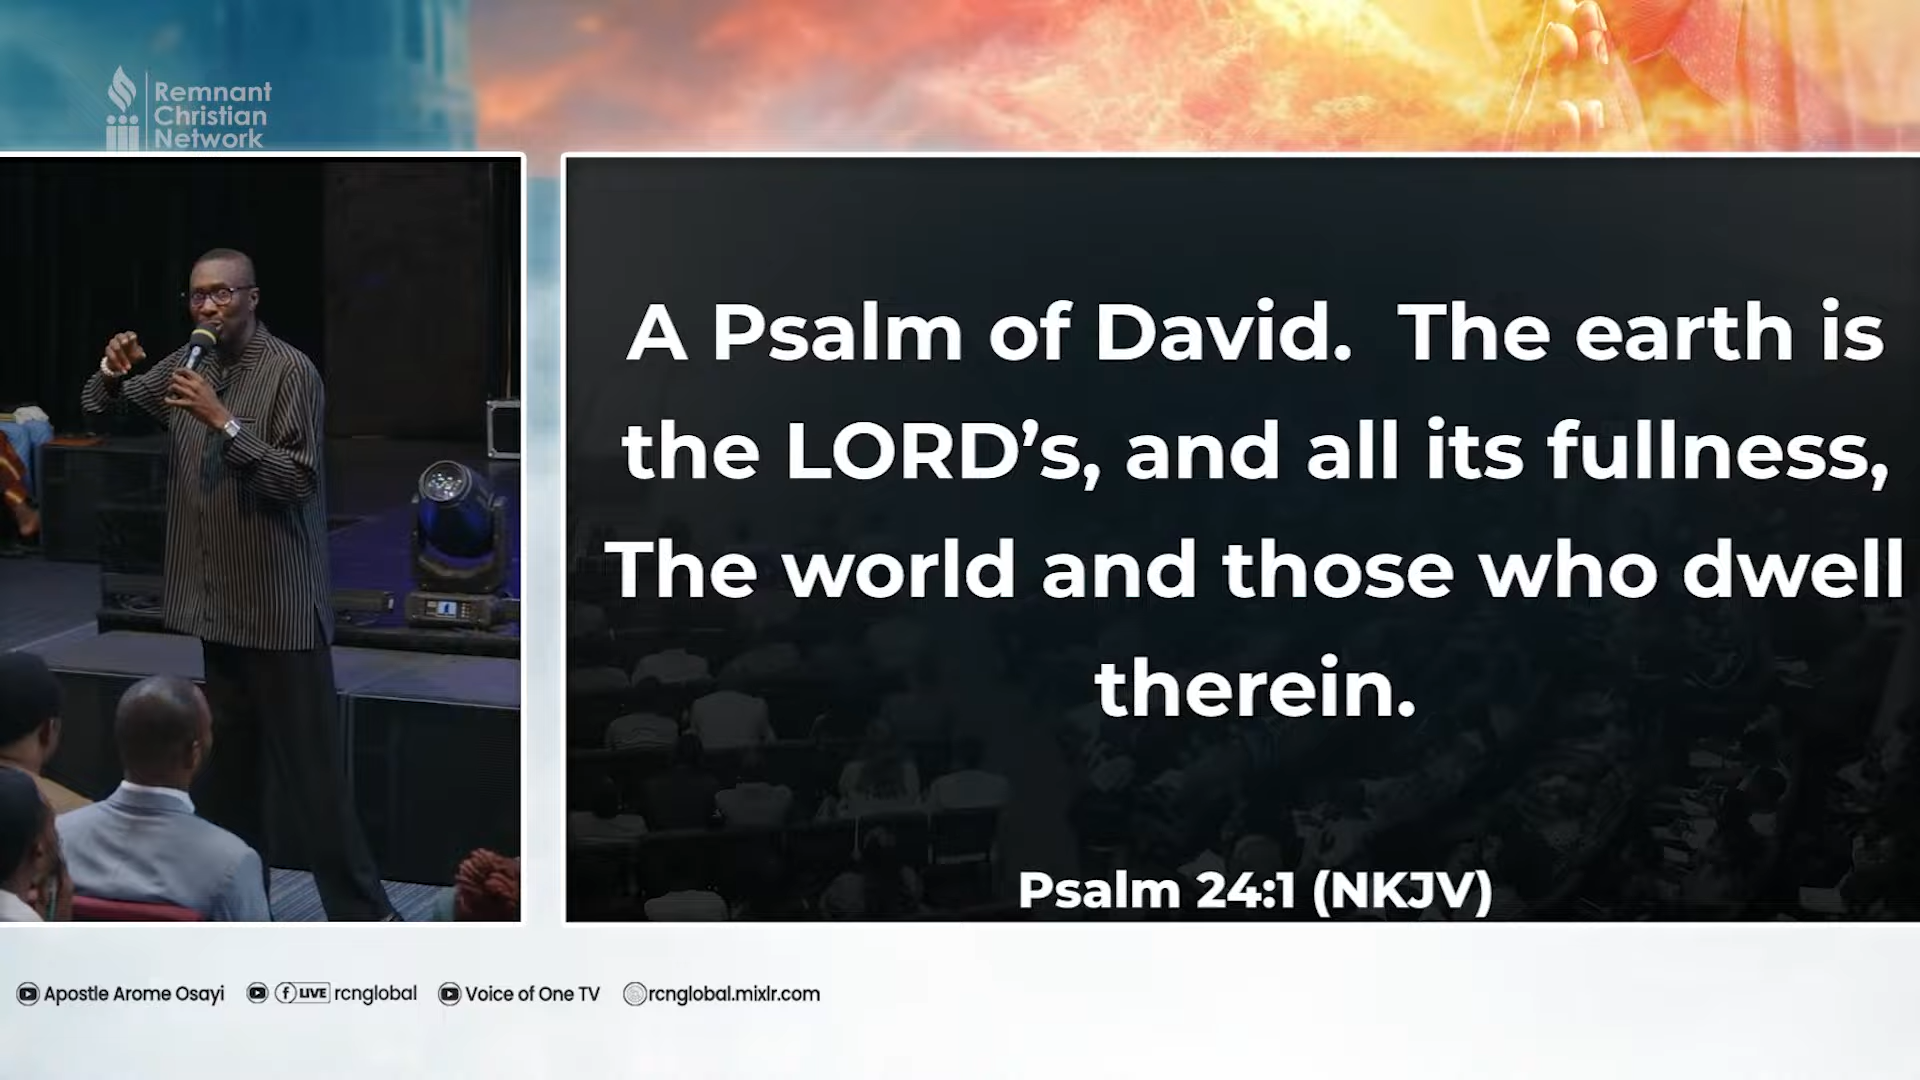 Remnant
Christian
Network
A Psalm of David. The earth is
the LORD’s, and all its fullness,
The world and those who dwell
therein.
Psalm 24:1 (NKJV)
Apostle Arome Osayi LIVE rcnglobal Voice of One TV rcnglobal.mixlr.com